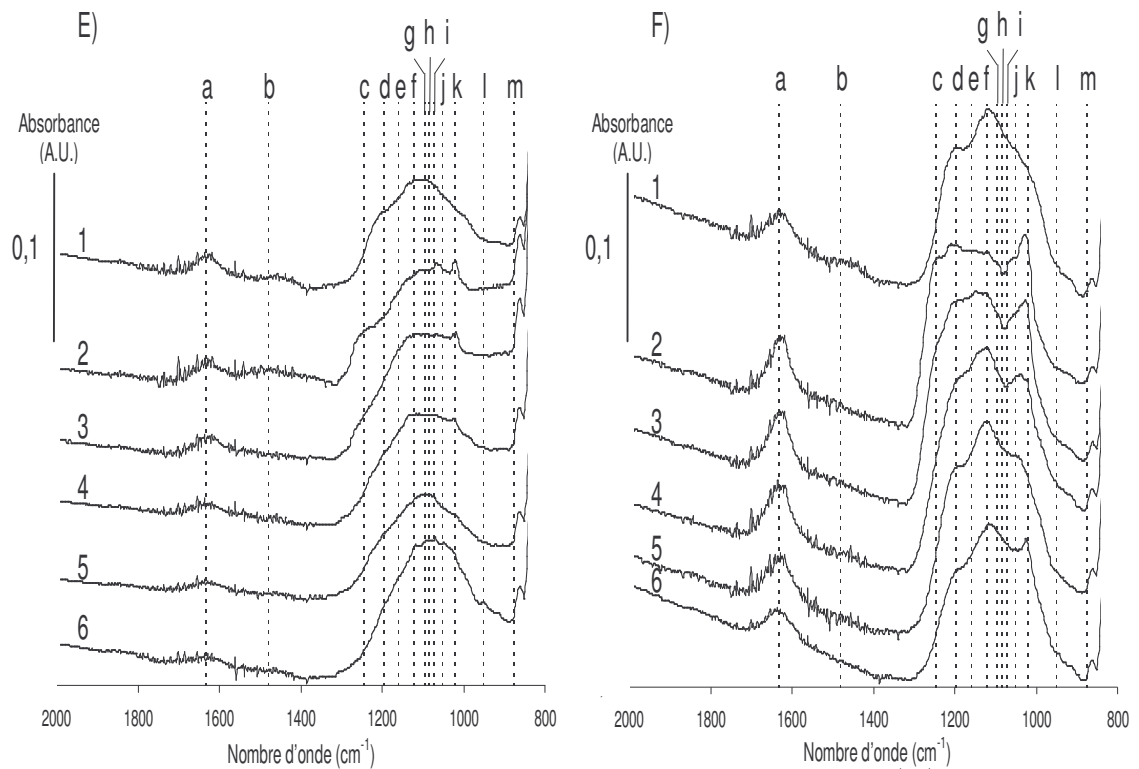 E)
g h i
a b c d e f j k l m
Absorbance
(A.U.)
0,1
1
2
3
4
5
6
2000 1800 1600 1400 1200 1000 800
Nombre d'onde (cm-1)
F)
g h i
a b c d e f j k l m
Absorbance
(A.U.)
0,1
1
2
3
4
5
6
2000 1800 1600 1400 1200 1000 800
Nombre d'onde (cm-1)